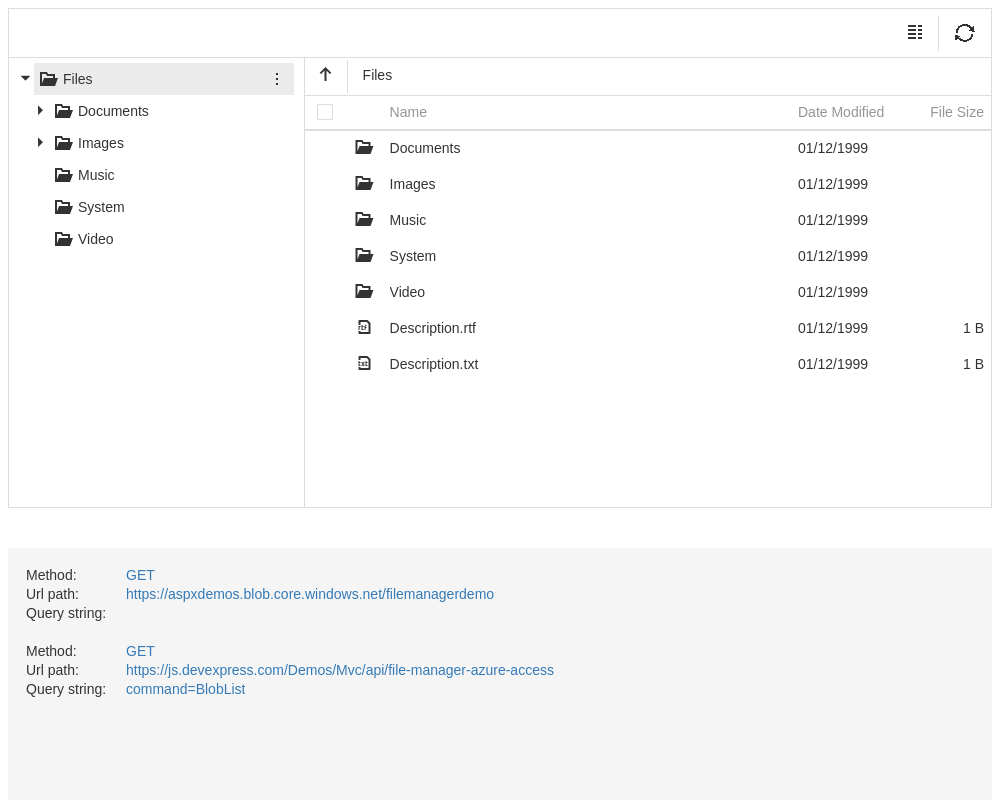 Files
Documents
Images
Music
System
Video
Files
Name Date Modified File Size
Documents 01/12/1999
Images 01/12/1999
Music 01/12/1999
System 01/12/1999
Video 01/12/1999
rtf Description.rtf 01/12/1999 1 B
txt Description.txt 01/12/1999 1 B
Method: GET
Url path: https://aspxdemos.blob.core.windows.net/filemanagerdemo
Query string:
Method: GET
Url path: https://js.devexpress.com/Demos/Mvc/api/file-manager-azure-access
Query string: command=BlobList